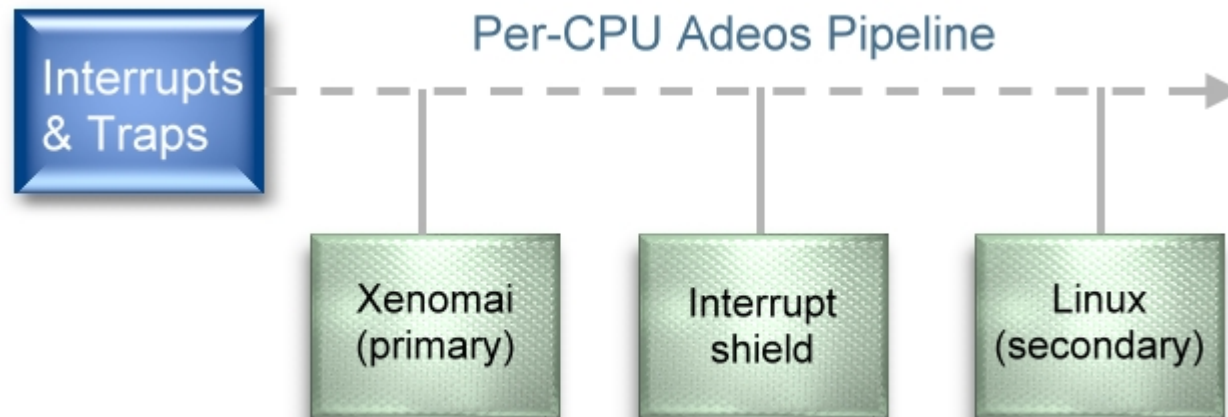 Per-CPU Adeos Pipeline
Interrupts
& Traps
Xenomai
(primary)
Interrupt
shield
Linux
(secondary)